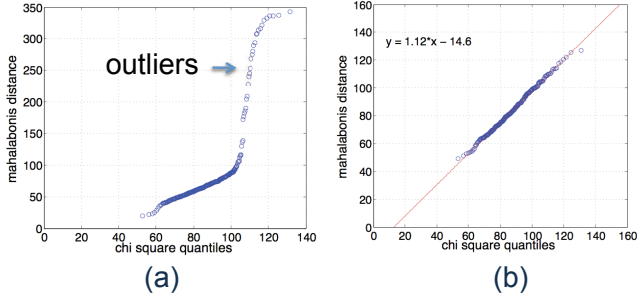 350
300
250
200
150
100
50
0
0 20 40 60 80 100 120 140
mahalabonis distance
chi square quantiles
outliers
(a)
160
140
120
100
80
60
40
20
0
0 20 40 60 80 100 120 140 160
mahalabonis distance
chi square quantiles
y = 1.12*x − 14.6
(b)